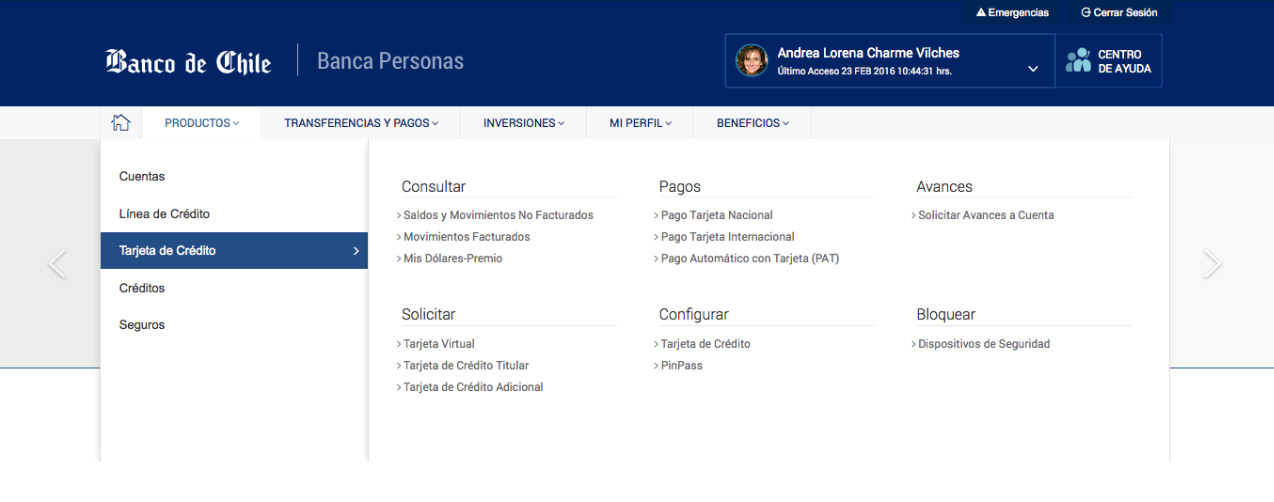 Emergencias
Cerrar Sesión
Banco de Chile
Banca Personas
Andrea Lorena Charme Vilches
Último Acceso 23 FEB 2016 10:44:31 hrs.
CENTRO
DE AYUDA
PRODUCTOS
TRANSFERENCIAS Y PAGOS
INVERSIONES
MI PERFIL
BENEFICIOS
Cuentas
Línea de Crédito
Tarjeta de Crédito
Créditos
Seguros
Consultar
Saldos y Movimientos No Facturados
Movimientos Facturados
Mis Dólares-Premio
Pagos
Pago Tarjeta Nacional
Pago Tarjeta Internacional
Pago Automático con Tarjeta (PAT)
Avances
Solicitar Avances a Cuenta
Solicitar
Tarjeta Virtual
Tarjeta de Crédito Titular
Tarjeta de Crédito Adicional
Configurar
Tarjeta de Crédito
PinPass
Bloquear
Dispositivos de Seguridad